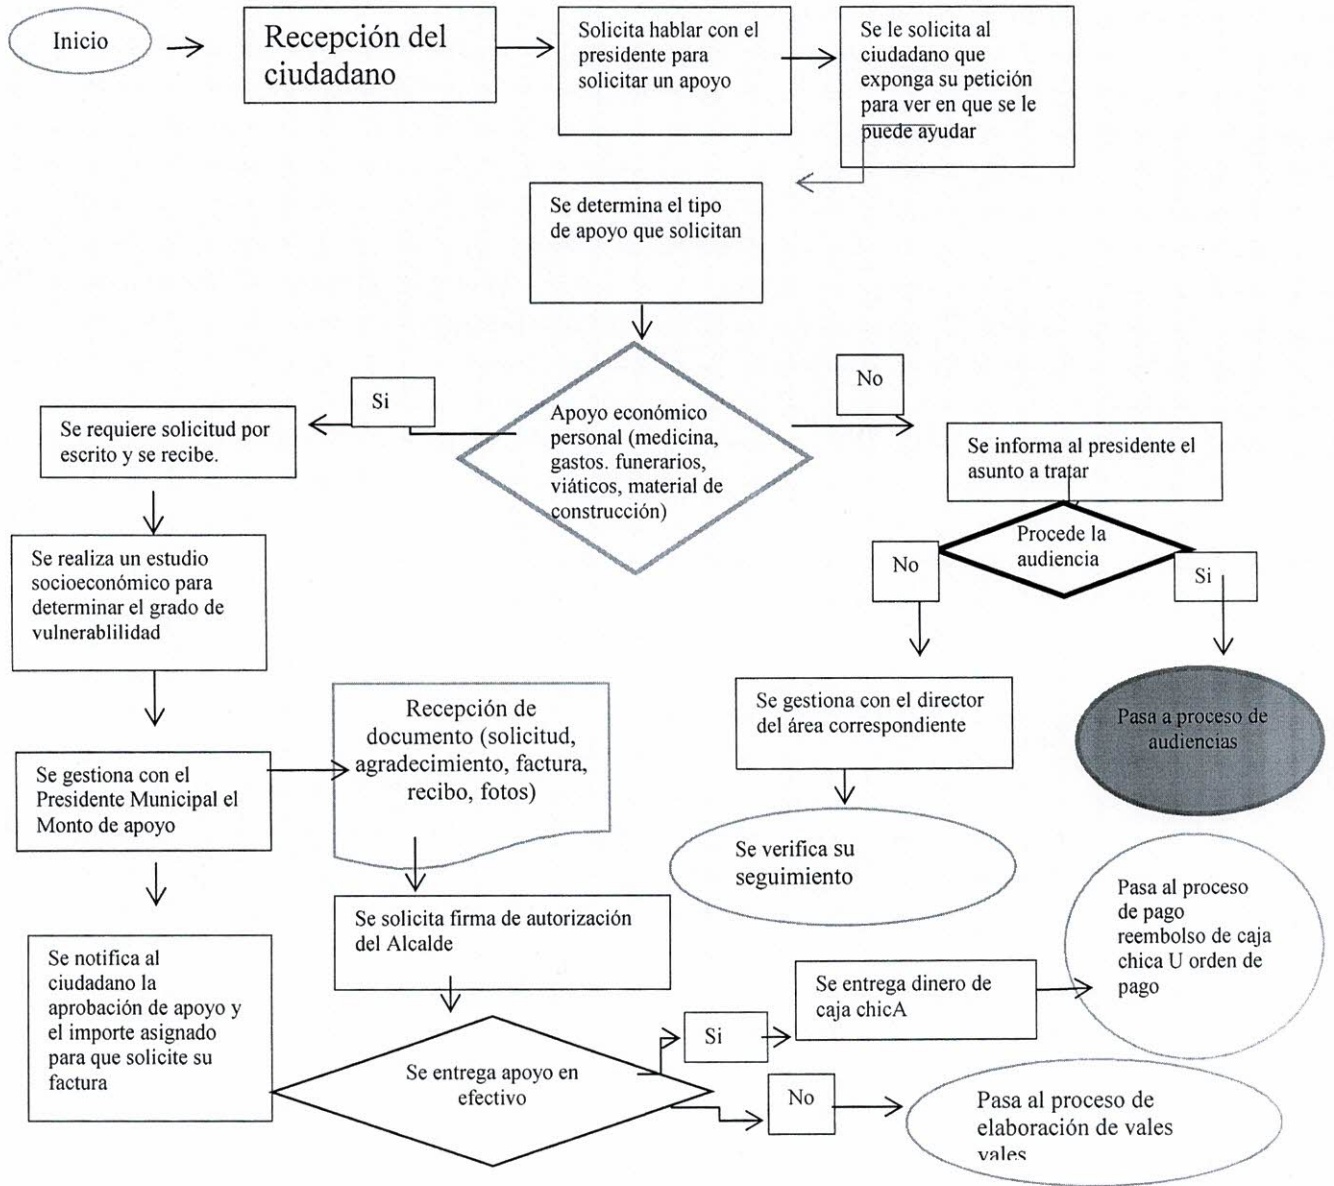 Inicio
Recepción del
ciudadano
Solicita hablar con el
presidente para
solicitar un apoyo
Se le solicita al
ciudadano que
exponga su petición
para ver en que se le
puede ayudar
Se determina el tipo
de apoyo que solicitan
Si
No
Apoyo económico
personal (medicina,
gastos. funerarios,
viáticos, material de
construcción)
Se requiere solicitud por
escrito y se recibe.
Se informa al presidente el
asunto a tratar
Procede la
audiencia
No
Si
Se realiza un estudio
socioeconómico para
determinar el grado de
vulnerablilidad
Se gestiona con el director
del área correspondiente
Pasa a proceso de
audiencias
Recepción de
documento (solicitud,
agradecimiento, factura,
recibo, fotos)
Se gestiona con el
Presidente Municipal el
Monto de apoyo
Se verifica su
seguimiento
Pasa al proceso
de pago
reembolso de caja
chica U orden de
pago
Se solicita firma de autorización
del Alcalde
Se notifica al
ciudadano la
aprobación de apoyo y
el importe asignado
para que solicite su
factura
Se entrega dinero de
caja chicA
Si
Se entrega apoyo en
efectivo
No
Pasa al proceso de
elaboración de vales
vales